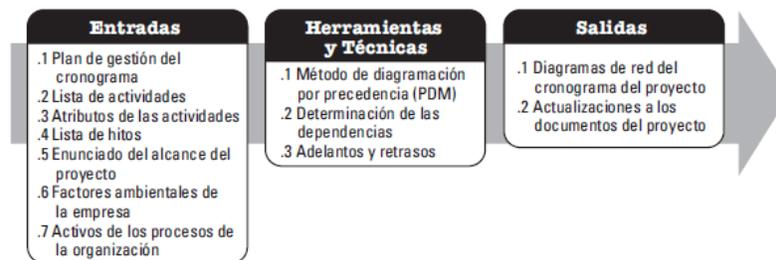 Entradas
.1 Plan de gestión del
cronograma
.2 Lista de actividades
.3 Atributos de las actividades
.4 Lista de hitos
.5 Enunciado del alcance del
proyecto
.6 Factores ambientales de
la empresa
.7 Activos de los procesos de
la organización
Herramientas
y Técnicas
.1 Método de diagramación
por precedencia (PDM)
.2 Determinación de las
dependencias
.3 Adelantos y retrasos
Salidas
.1 Diagramas de red del
cronograma del proyecto
.2 Actualizaciones a los
documentos del proyecto